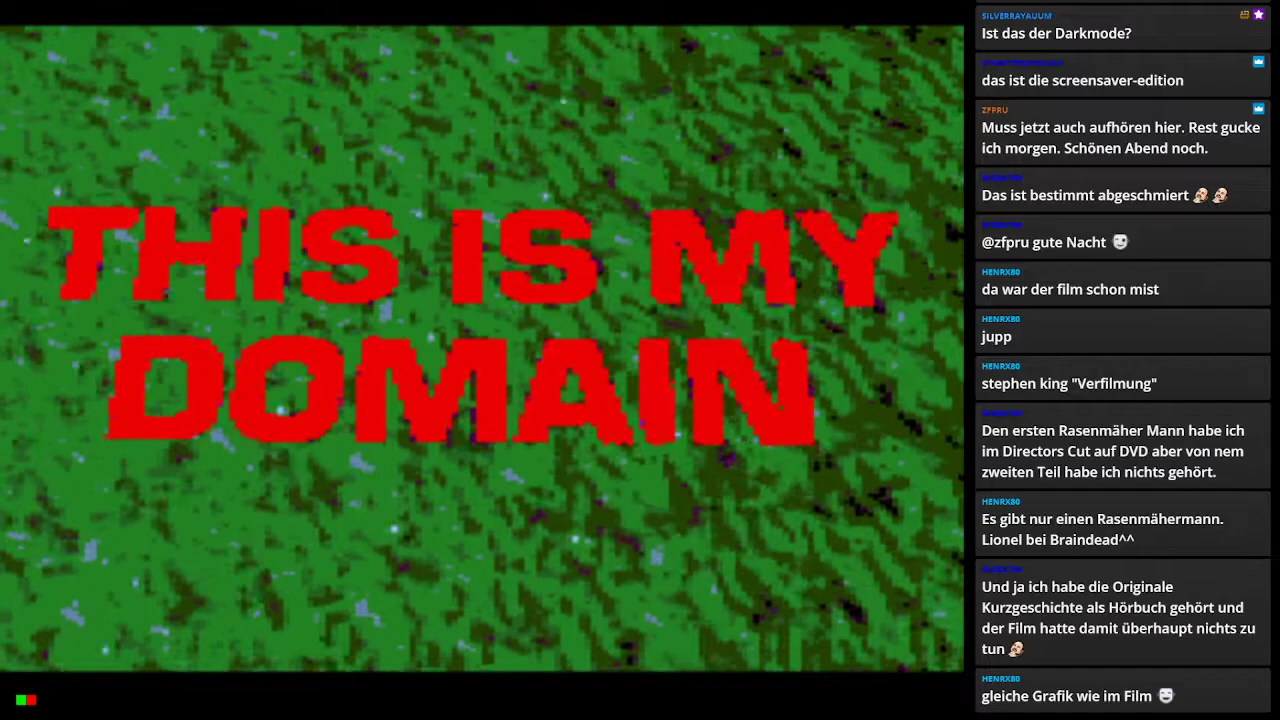 THIS IS MY
DOMAIN
SILVERRAYAUUM
Ist das der Darkmode?
das ist die screensaver-edition
ZFPRU
Muss jetzt auch aufhören hier. Rest gucke
ich morgen. Schönen Abend noch.
Das ist bestimmt abgeschmiert
@zfpru gute Nacht
HENRX80
da war der film schon mist
HENRX80
jupp
HENRX80
stephen king "Verfilmung"
Den ersten Rasenmäher Mann habe ich
im Directors Cut auf DVD aber von nem
zweiten Teil habe ich nichts gehört.
HENRX80
Es gibt nur einen Rasenmähermann.
Lionel bei Braindead^^
Und ja ich habe die Originale
Kurzgeschichte als Hörbuch gehört und
der Film hatte damit überhaupt nichts zu
tun
HENRX80
gleiche Grafik wie im Film